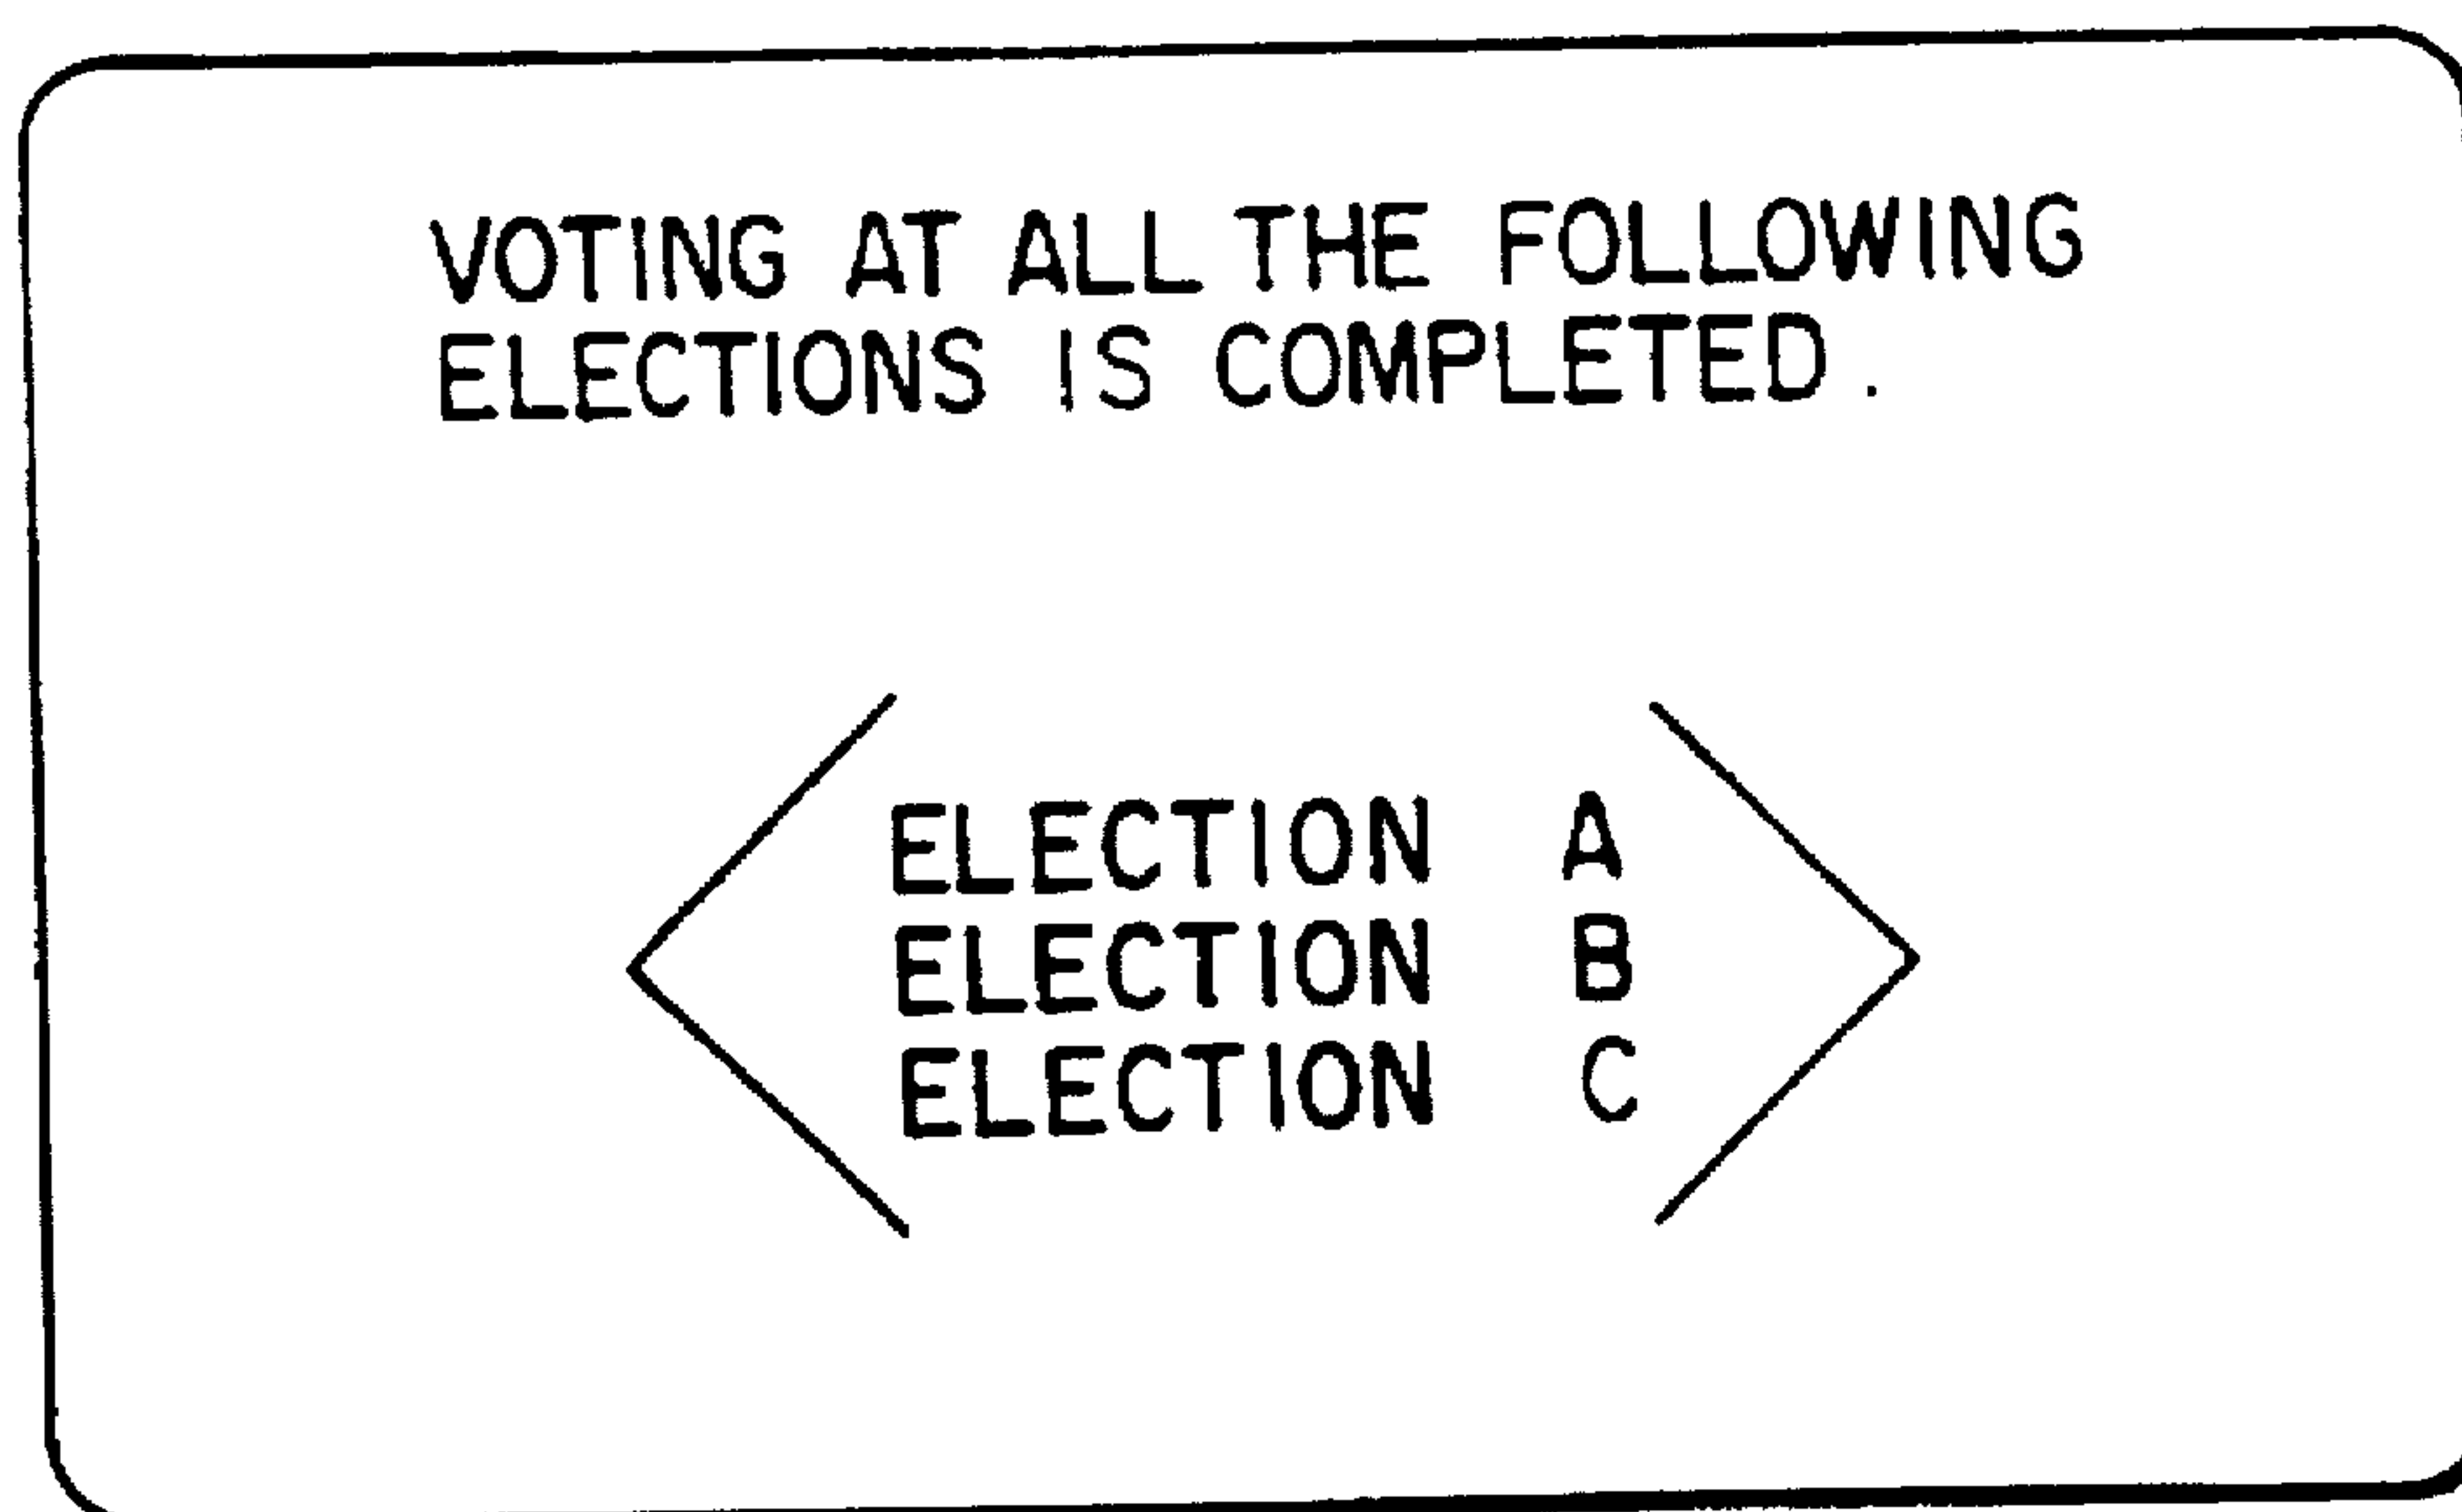 VOTING AT ALL THE FOLLOWING
ELECTIONS IS COMPLETED.
ELECTION A
ELECTION B
ELECTION C